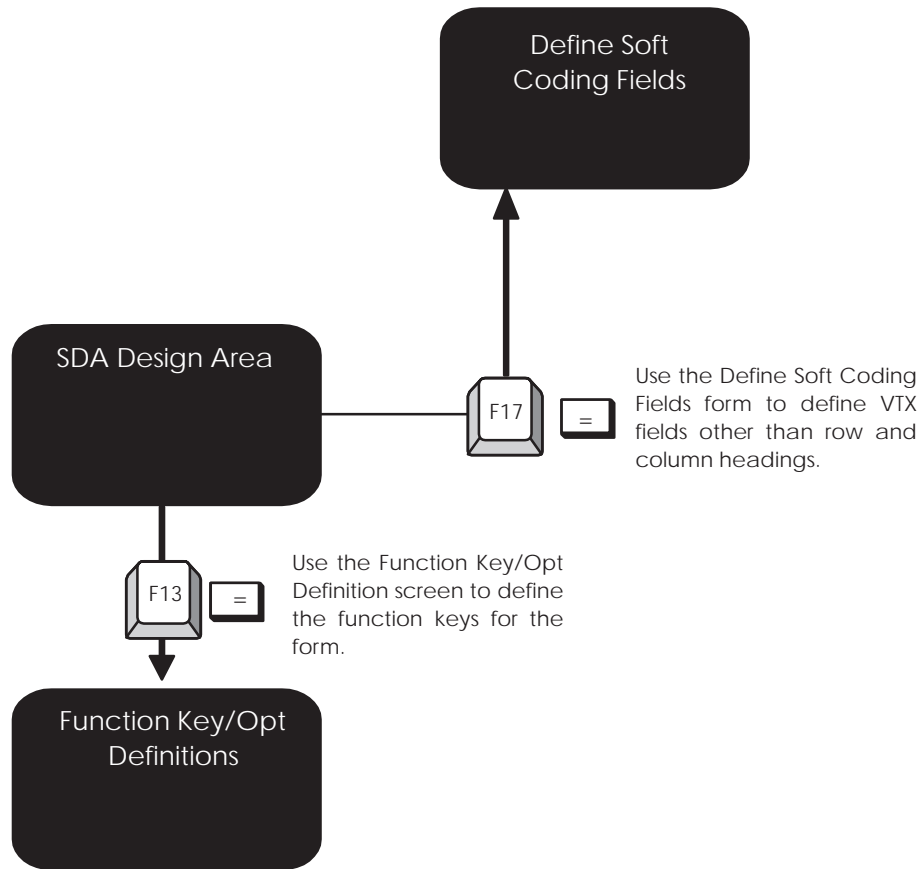 Define Soft
Coding Fields
SDA Design Area
F17
=
Use the Define Soft Coding
Fields form to define VTX
fields other than row and
column headings.
F13
=
Use the Function Key/Opt
Definition screen to define
the function keys for the
form.
Function Key/Opt
Definitions